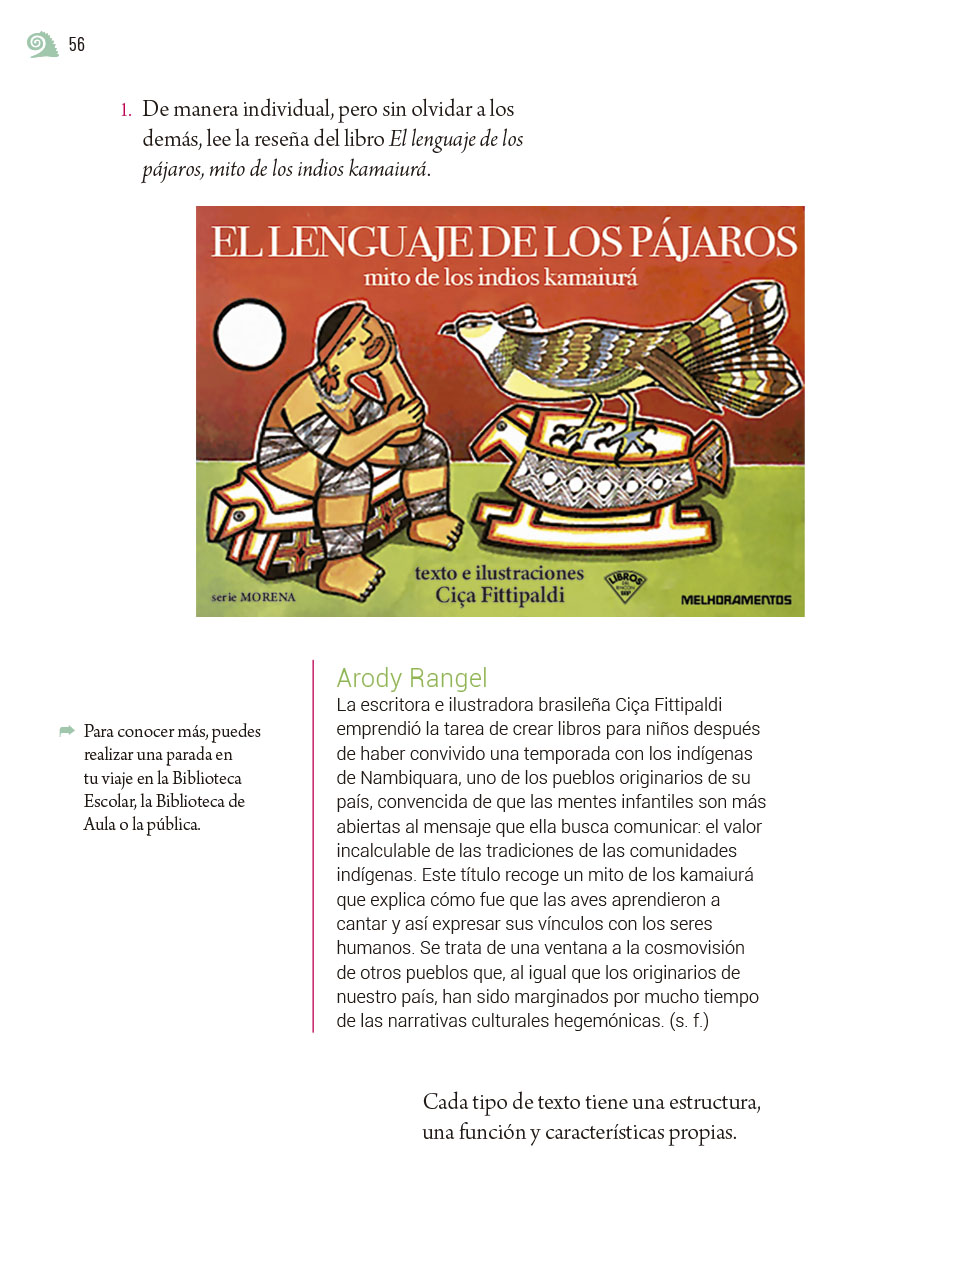 56
1. De manera individual, pero sin olvidar a los
demás, lee la reseña del libro El lenguaje de los
pájaros, mito de los indios kamaiurá.
EL LENGUAJE DE LOS PÁJAROS
mito de los indios kamaiurá
texto e ilustraciones
Ciça Fittipaldi
serie MORENA
LIBROS
MELHORAMENTOS
Arody Rangel
La escritora e ilustradora brasileña Ciça Fittipaldi
emprendió la tarea de crear libros para niños después
de haber convivido una temporada con los indígenas
de Nambiquara, uno de los pueblos originarios de su
país, convencida de que las mentes infantiles son más
abiertas al mensaje que ella busca comunicar: el valor
incalculable de las tradiciones de las comunidades
indígenas. Este título recoge un mito de los kamaiurá
que explica cómo fue que las aves aprendieron a
cantar y así expresar sus vínculos con los seres
humanos. Se trata de una ventana a la cosmovisión
de otros pueblos que, al igual que los originarios de
nuestro país, han sido marginados por mucho tiempo
de las narrativas culturales hegemónicas. (s. f.)
Para conocer más, puedes
realizar una parada en
tu viaje en la Biblioteca
Escolar, la Biblioteca de
Aula o la pública.
Cada tipo de texto tiene una estructura,
una función y características propias.